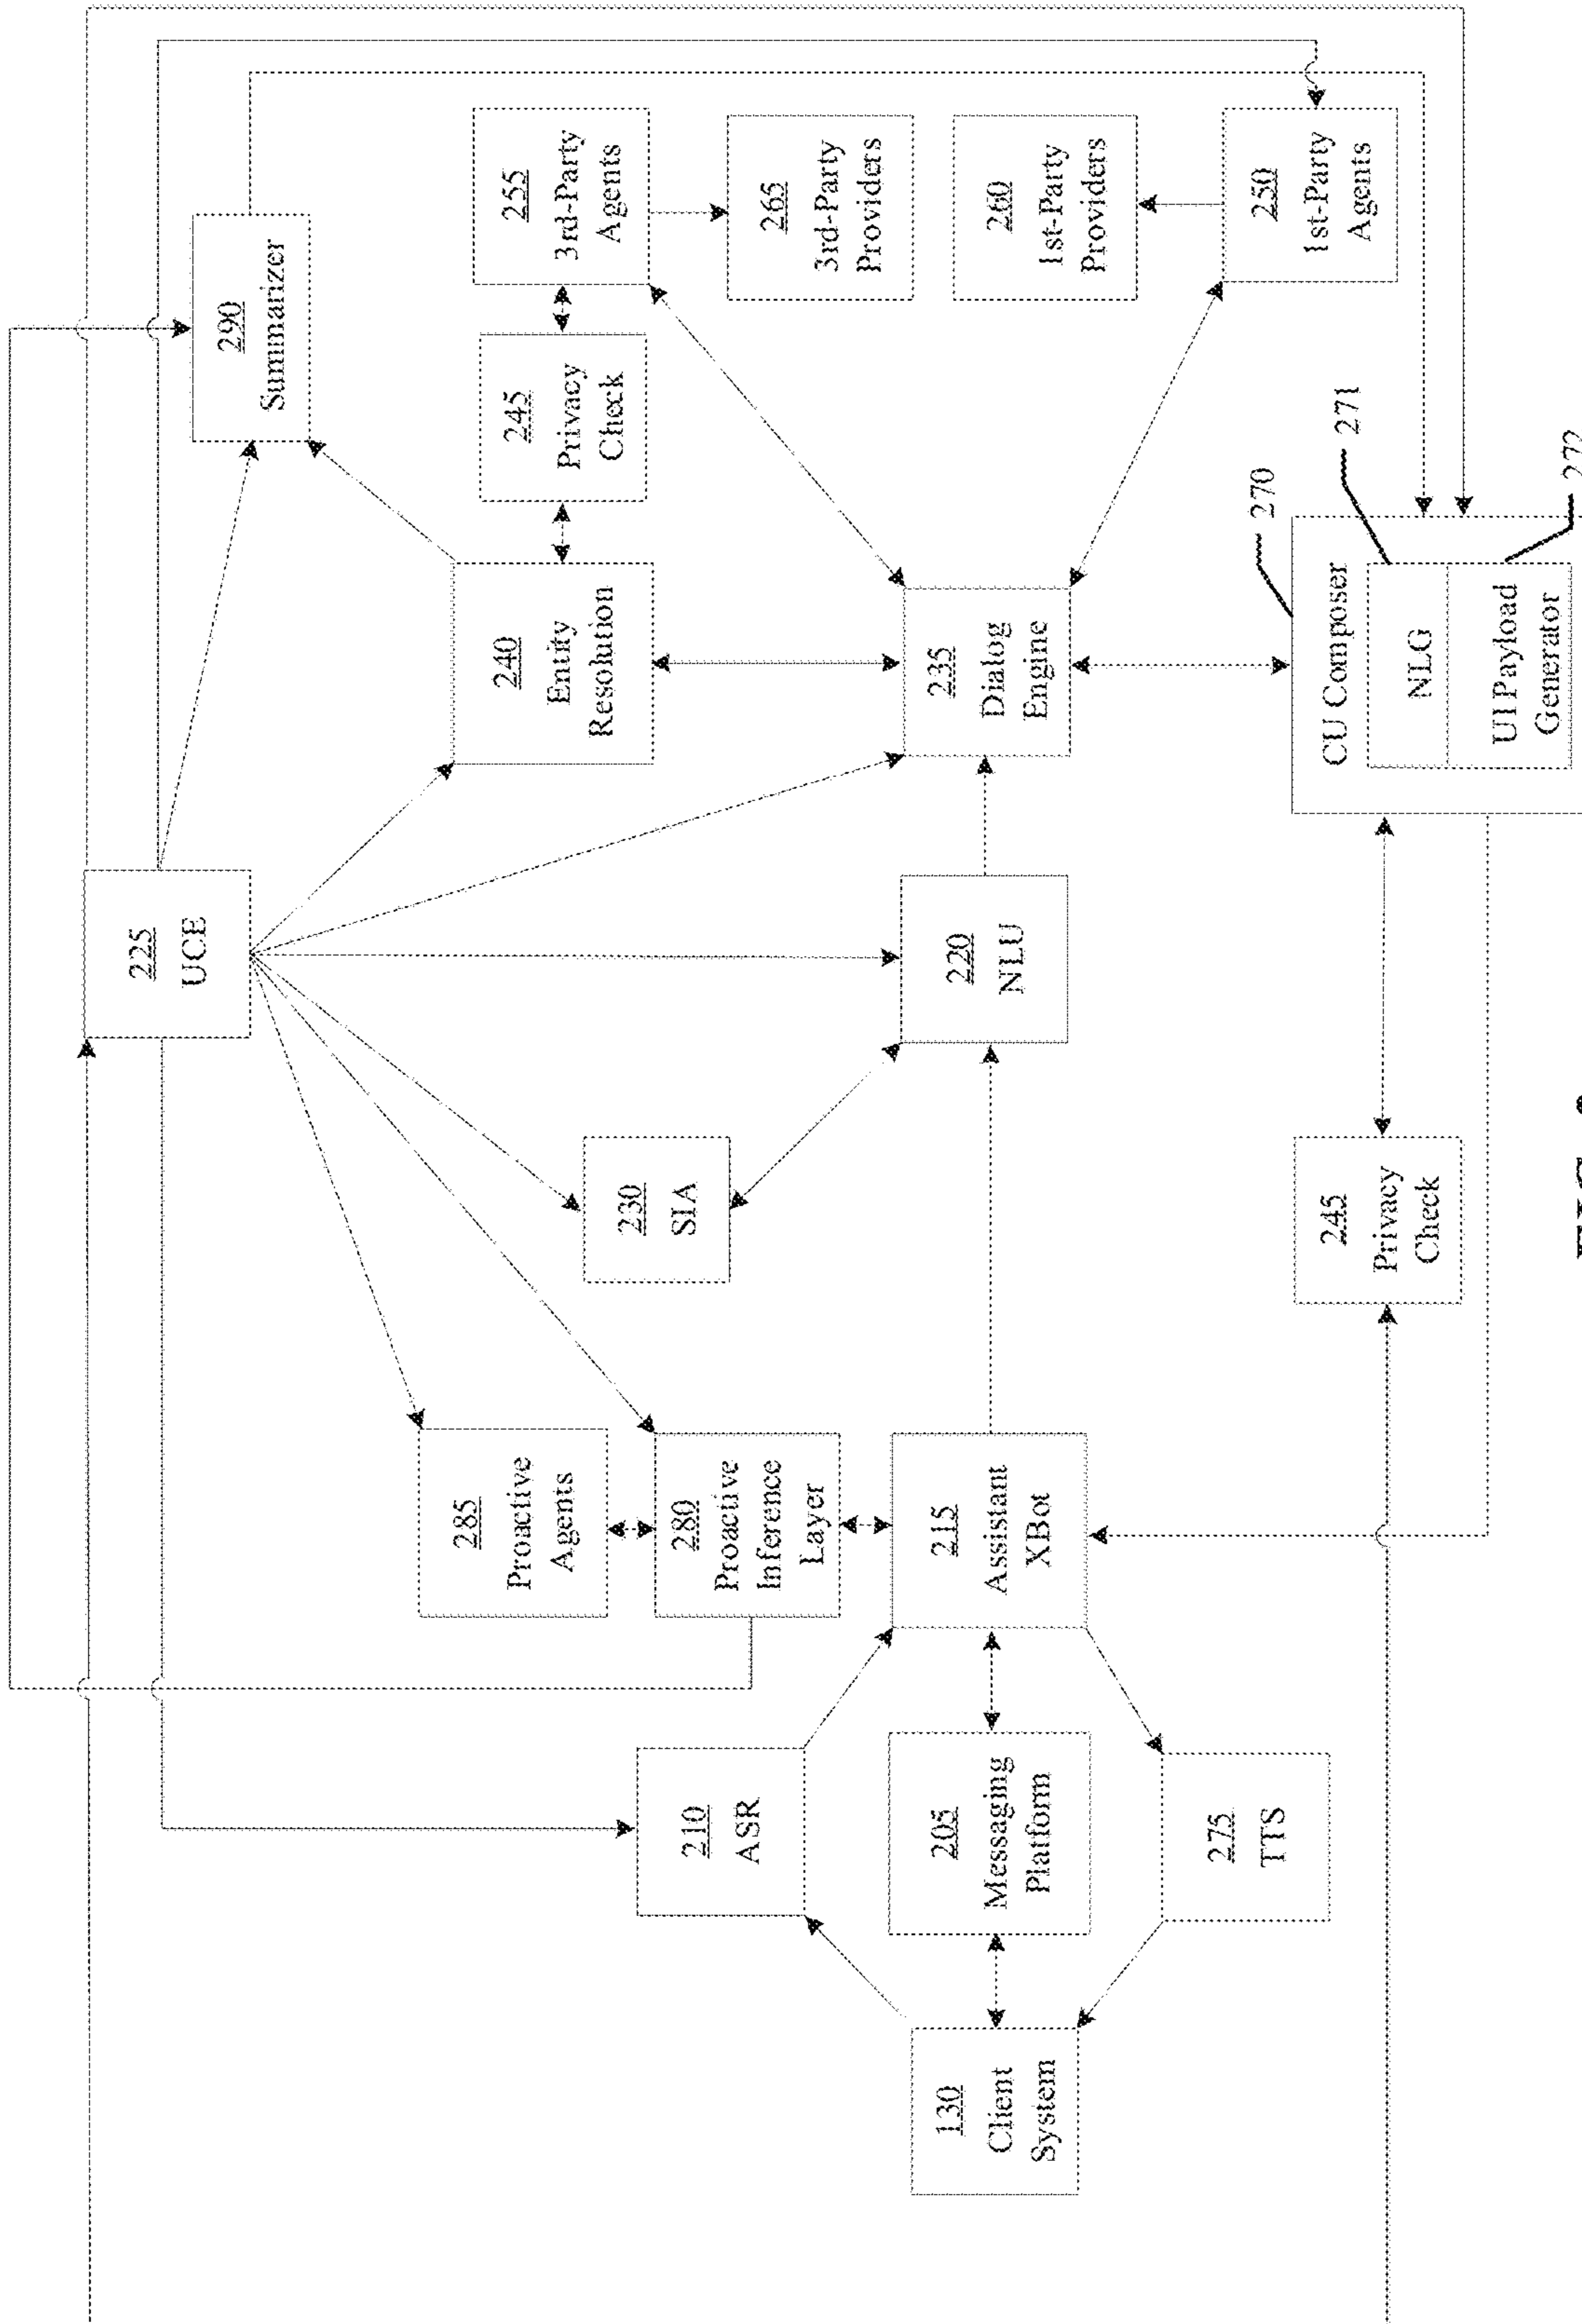 225
UCE
290
Summarizer
285
Proactive
Agents
240
Entity
Resolution
245
Privacy
Check
255
3rd-Party
Agents
280
Proactive
Inference
Layer
230
SIA
265
3rd-Party
Providers
210
ASR
215
Assistant
XBot
220
NLU
235
Dialog
Engine
260
1st-Party
Providers
130
Client
System
205
Messaging
Platform
275
TTS
250
1st-Party
Agents
245
Privacy
Check
270
CU Composer
271
NLG
UI Payload
Generator
272